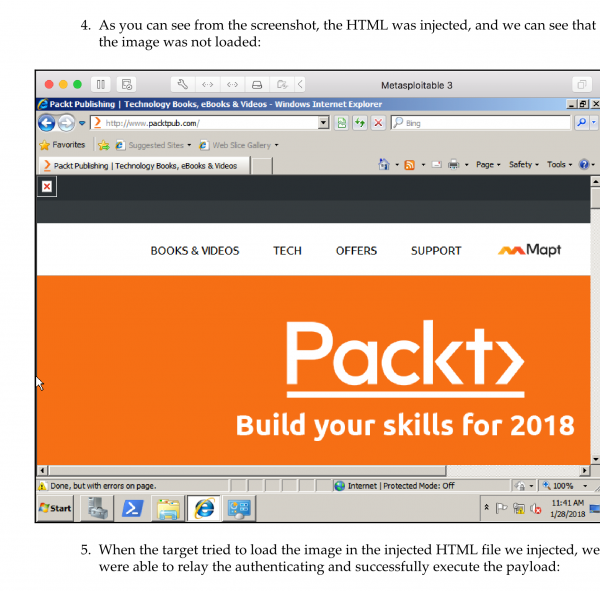 4. As you can see from the screenshot, the HTML was injected, and we can see that
the image was not loaded:
Metasploitable 3
Packt Publishing | Technology Books, eBooks & Videos - Windows Internet Explorer
http://www.packtpub.com/
Bing
Favorites Suggested Sites Web Slice Gallery
Packt Publishing | Technology Books, eBooks & Videos Page Safety Tools
BOOKS & VIDEOS TECH OFFERS SUPPORT Mapt
Packt
Build your skills for 2018
Done, but with errors on page. Internet | Protected Mode: Off 100%
Start 11:41 AM
1/28/2018
5. When the target tried to load the image in the injected HTML file we injected, we
were able to relay the authenticating and successfully execute the payload: